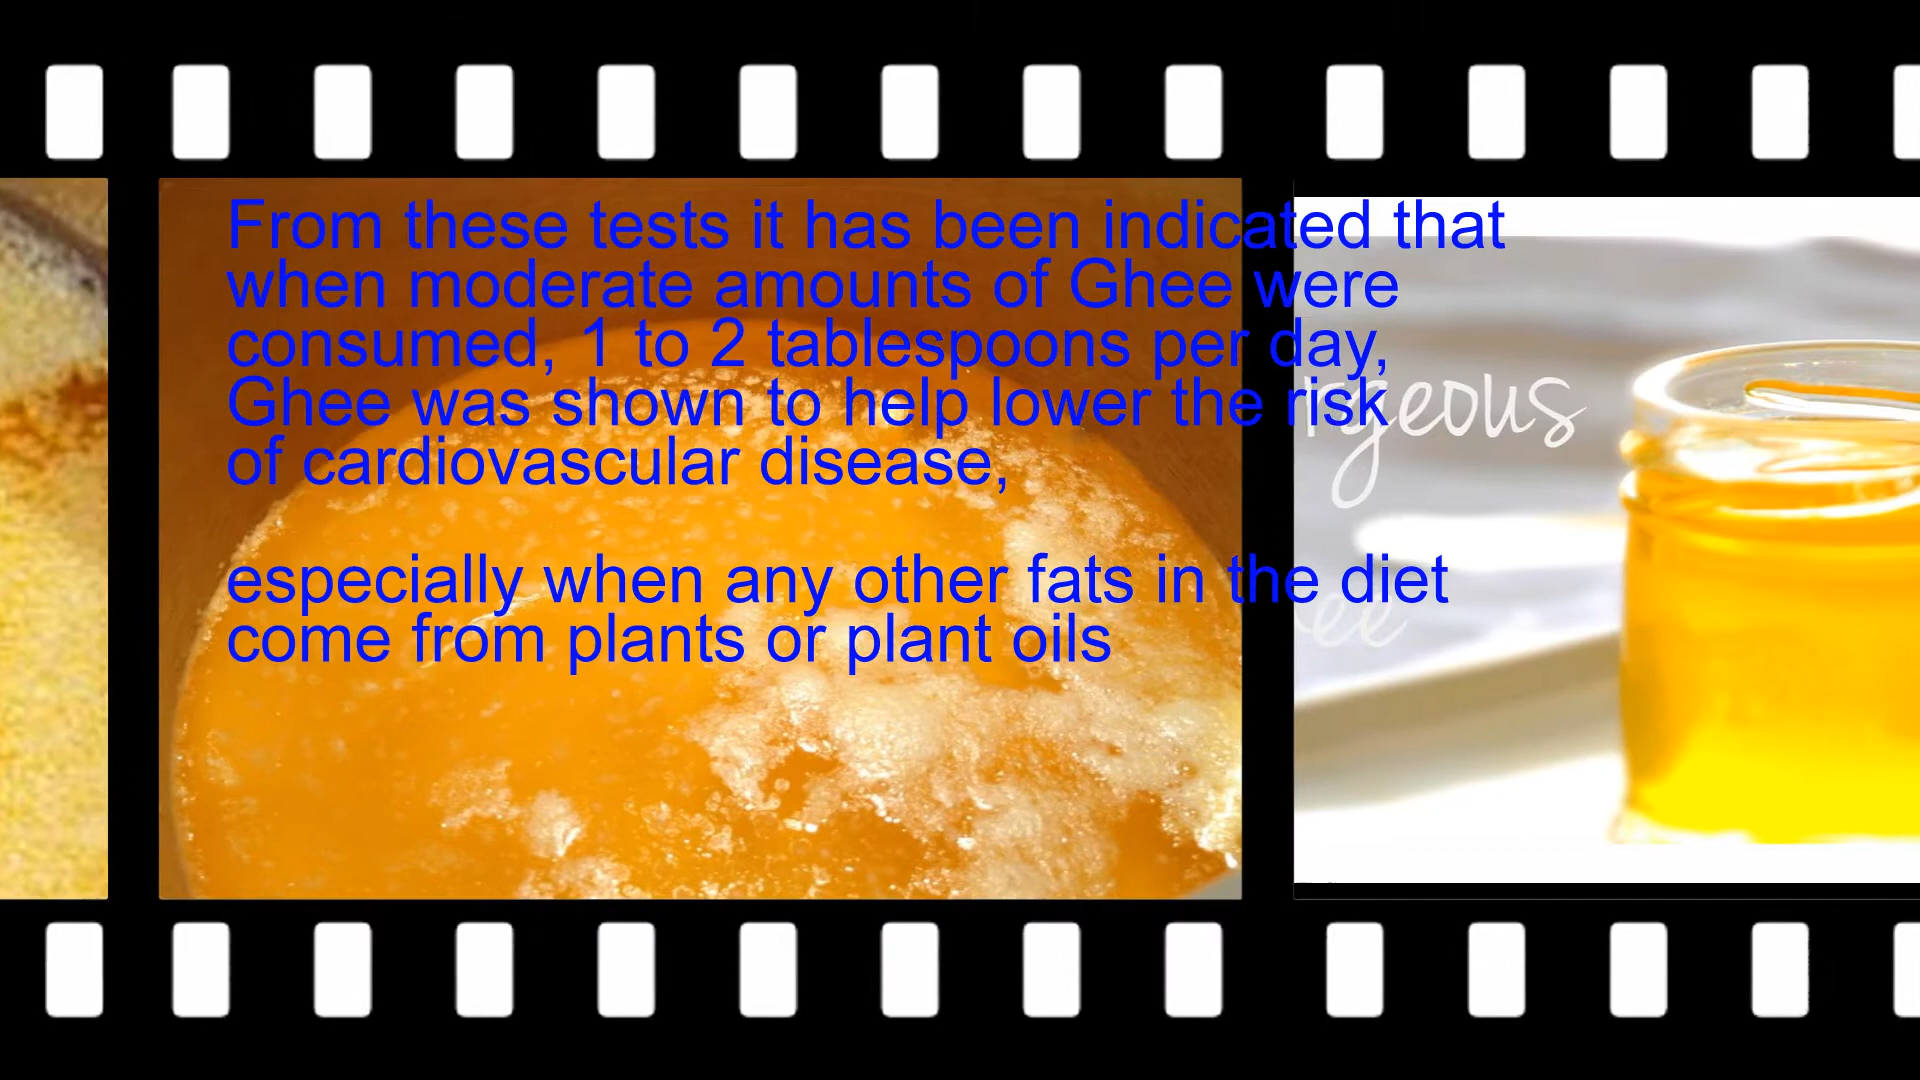 From these tests it has been indicated that
when moderate amounts of Ghee were
consumed, 1 to 2 tablespoons per day,
Ghee was shown to help lower the risk
of cardiovascular disease,
especially when any other fats in the diet
come from plants or plant oils